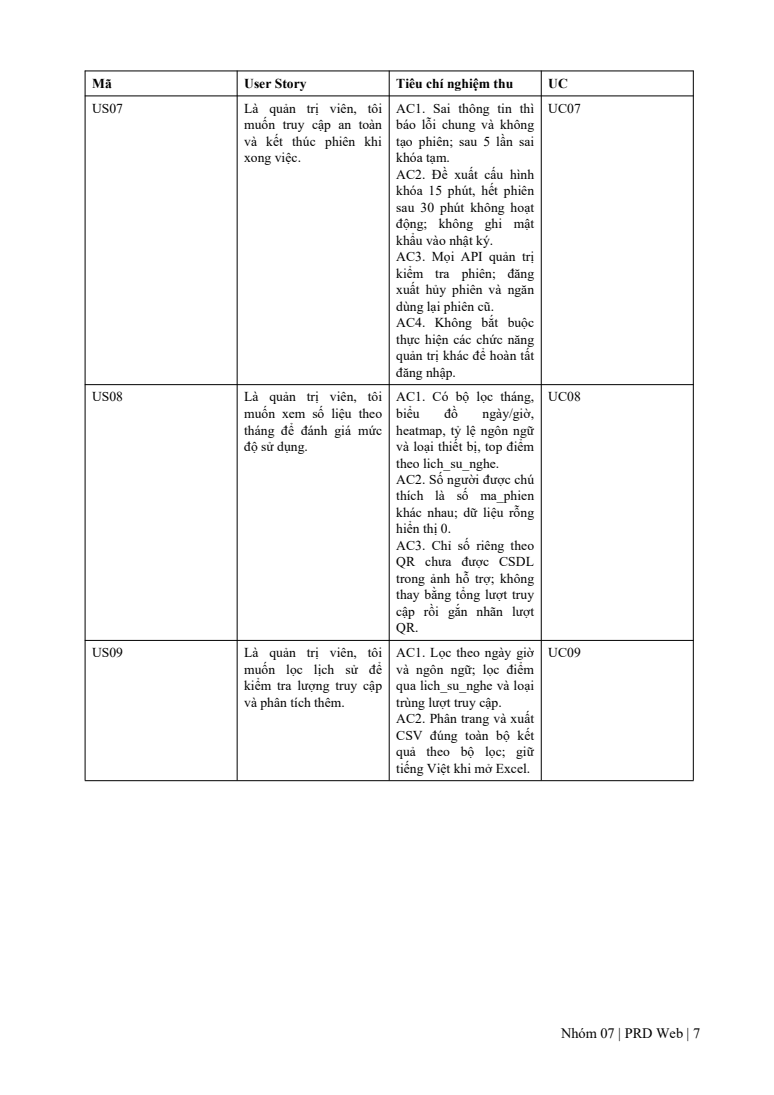 Mã User Story Tiêu chí nghiệm thu UC
US07
Là quản trị viên, tôi
muốn truy cập an toàn
và kết thúc phiên khi
xong việc.
AC1. Sai thông tin thì
báo lỗi chung và không
tạo phiên; sau 5 lần sai
khóa tạm.
AC2. Đề xuất cấu hình
khóa 15 phút, hết phiên
sau 30 phút không hoạt
động; không ghi mật
khẩu vào nhật ký.
AC3. Mọi API quản trị
kiểm tra phiên; đăng
xuất hủy phiên và ngăn
dùng lại phiên cũ.
AC4. Không bắt buộc
thực hiện các chức năng
quản trị khác để hoàn tất
đăng nhập.
UC07
US08
Là quản trị viên, tôi
muốn xem số liệu theo
tháng để đánh giá mức
độ sử dụng.
AC1. Có bộ lọc tháng,
biểu đồ ngày/giờ,
heatmap, tỷ lệ ngôn ngữ
và loại thiết bị, top điểm
theo lich_su_nghe.
AC2. Số người được chú
thích là số ma_phien
khác nhau; dữ liệu rỗng
hiển thị 0.
AC3. Chỉ số riêng theo
QR chưa được CSDL
trong ảnh hỗ trợ; không
thay bằng tổng lượt truy
cập rồi gắn nhãn lượt
QR.
UC08
US09
Là quản trị viên, tôi
muốn lọc lịch sử để
kiểm tra lượng truy cập
và phân tích thêm.
AC1. Lọc theo ngày giờ
và ngôn ngữ; lọc điểm
qua lich_su_nghe và loại
trùng lượt truy cập.
AC2. Phân trang và xuất
CSV đúng toàn bộ kết
quả theo bộ lọc; giữ
tiếng Việt khi mở Excel.
UC09
Nhóm 07 | PRD Web | 7